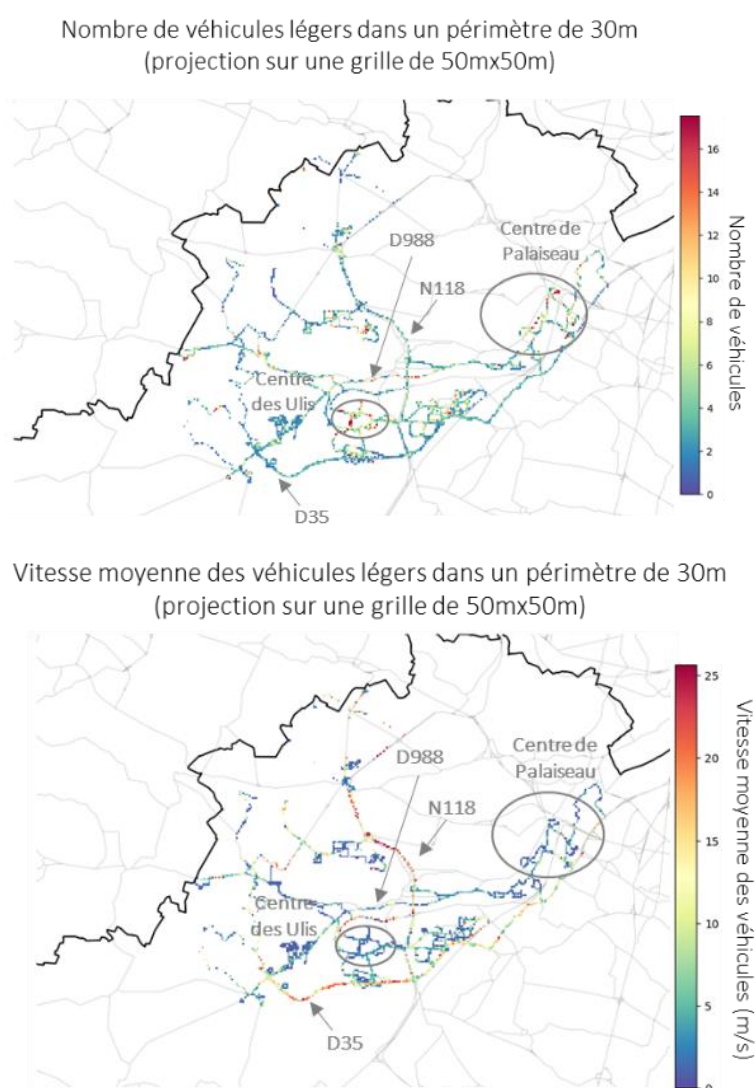 Nombre de véhicules légers dans un périmètre de 30m
(projection sur une grille de 50mx50m)
D988
N118
Centre de
Palaiseau
Centre
des Ulis
D35
16
14
12
10
8
6
4
2
0
Nombre de véhicules
Vitesse moyenne des véhicules légers dans un périmètre de 30m
(projection sur une grille de 50mx50m)
D988
N118
Centre de
Palaiseau
Centre
des Ulis
D35
25
20
15
10
5
0
Vitesse moyenne des véhicules (m/s)